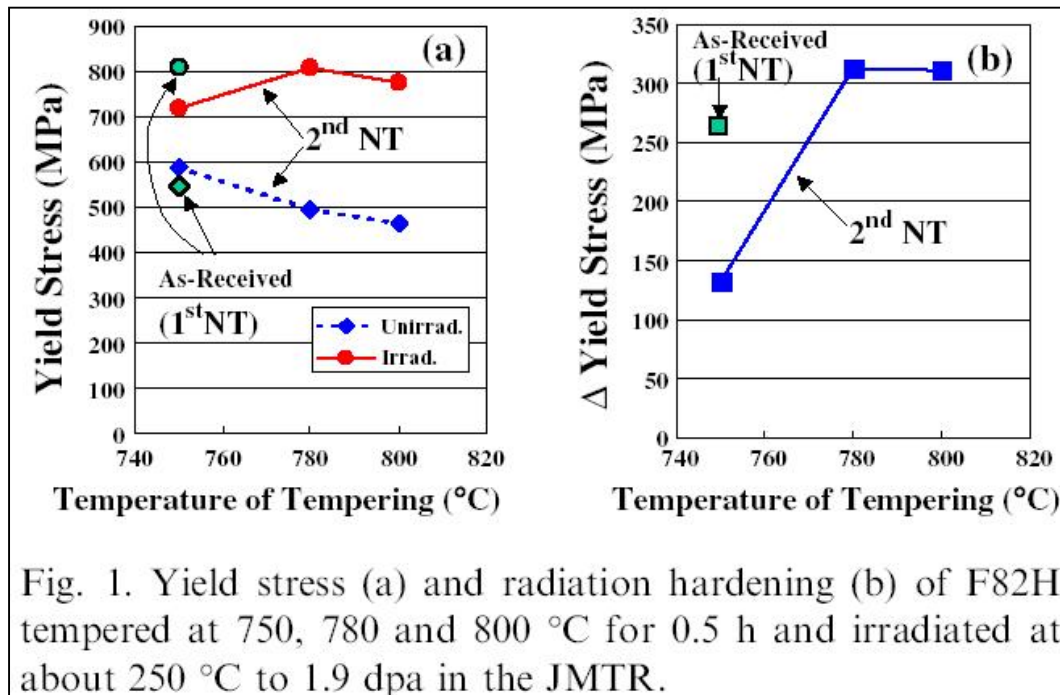 (a)
As-Received
(1stNT)
2nd NT
Unirrad.
Irrad.
Yield Stress (MPa)
900
800
700
600
500
400
300
200
100
0
740
760
780
800
820
Temperature of Tempering (°C)
(b)
As-Received
(1stNT)
2nd NT
Δ Yield Stress (MPa)
350
300
250
200
150
100
50
0
740
760
780
800
820
Temperature of Tempering (°C)
Fig. 1. Yield stress (a) and radiation hardening (b) of F82H
tempered at 750, 780 and 800 °C for 0.5 h and irradiated at
about 250 °C to 1.9 dpa in the JMTR.